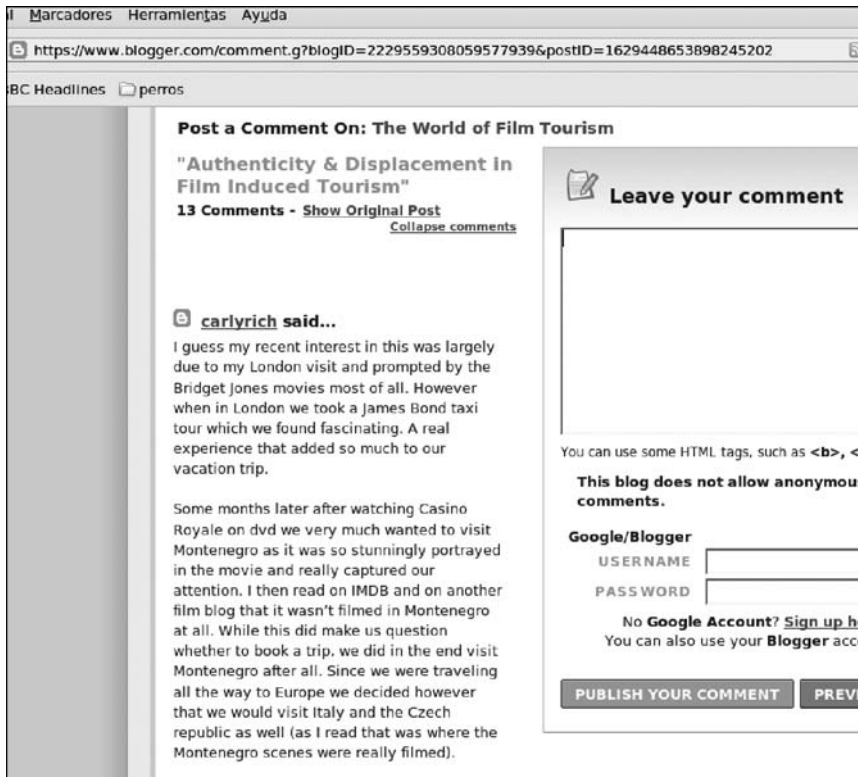 Marcadores Herramientas Ayuda
https://www.blogger.com/comment.g?blogID=2229559308059577939&postID=1629448653898245202
BC Headlines perros
Post a Comment On: The World of Film Tourism
"Authenticity & Displacement in
Film Induced Tourism"
13 Comments - Show Original Post
Collapse comments
carlyrich said...
I guess my recent interest in this was largely
due to my London visit and prompted by the
Bridget Jones movies most of all. However
when in London we took a James Bond taxi
tour which we found fascinating. A real
experience that added so much to our
vacation trip.
Some months later after watching Casino
Royale on dvd we very much wanted to visit
Montenegro as it was so stunningly portrayed
in the movie and really captured our
attention. I then read on IMDB and on another
film blog that it wasn't filmed in Montenegro
at all. While this did make us question
whether to book a trip, we did in the end visit
Montenegro after all. Since we were traveling
all the way to Europe we decided however
that we would visit Italy and the Czech
republic as well (as I read that was where the
Montenegro scenes were really filmed).
Leave your comment
You can use some HTML tags, such as <b>, <
This blog does not allow anonymous
comments.
Google/Blogger
USERNAME
PASSWORD
No Google Account? Sign up h
You can also use your Blogger acc
PUBLISH YOUR COMMENT PREV